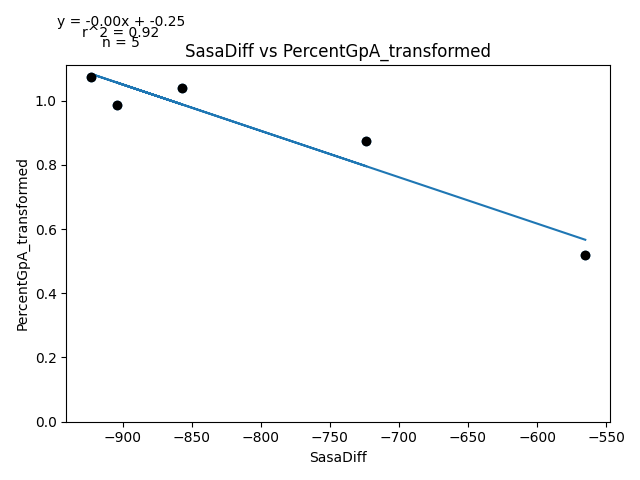 y = -0.00x + -0.25
r^2 = 0.92
n = 5
SasaDiff vs PercentGpA_transformed
PercentGpA_transformed
1.0
0.8
0.6
0.4
0.2
0.0
−900
−850
−800
−750
−700
−650
−600
−550
SasaDiff